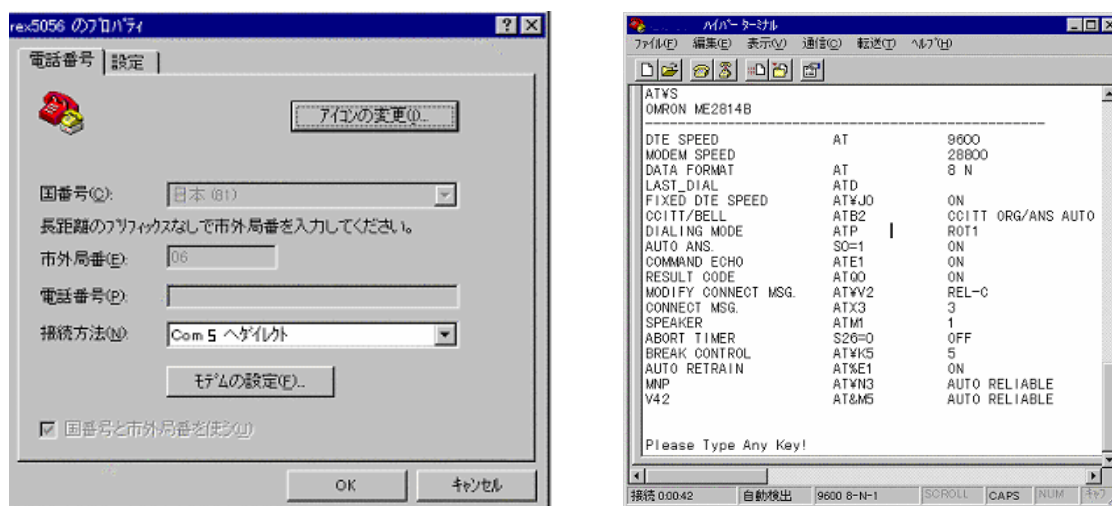 rex5056 のプロパティ
電話番号 設定
アイコンの変更(I)...
国番号(C): 日本 (81)
長距離のプリフィックスなしで市外局番を入力してください。
市外局番(E): 06
電話番号(P):
接続方法(N): Com 5 へダイレクト
モデムの設定(F)...
国番号と市外局番を使う(U)
OK キャンセル
ハイパー ターミナル
ファイル(F) 編集(E) 表示(V) 通信(C) 転送(T) ヘルプ(H)
AT¥S
OMRON ME2814B
--------------------------------------------------
DTE SPEED AT 9600
MODEM SPEED 28800
DATA FORMAT AT 8 N
LAST_DIAL ATD
FIXED DTE SPEED AT¥J0 ON
CCITT/BELL ATB2 CCITT ORG/ANS AUTO
DIALING MODE ATP ROT1
AUTO ANS. S0=1 ON
COMMAND ECHO ATE1 ON
RESULT CODE ATQ0 ON
MODIFY CONNECT MSG. AT¥V2 REL-C
CONNECT MSG. ATX3 3
SPEAKER ATM1 1
ABORT TIMER S26=0 OFF
BREAK CONTROL AT¥K5 5
AUTO RETRAIN AT%E1 ON
MNP AT¥N3 AUTO RELIABLE
V42 AT&M5 AUTO RELIABLE
Please Type Any Key!
接続 0:00:42 自動検出 9600 8-N-1 SCROLL CAPS NUM キャプ